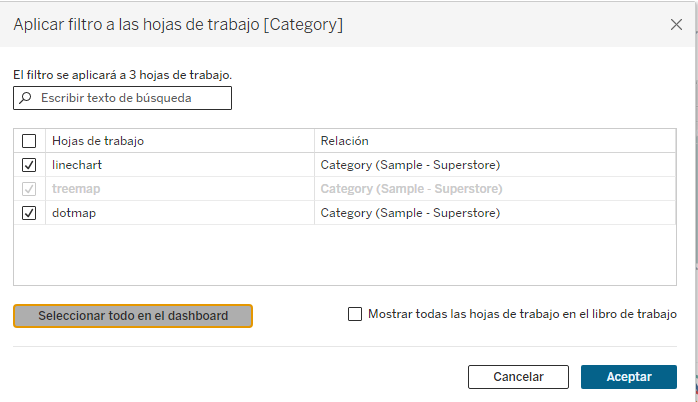 Aplicar filtro a las hojas de trabajo [Category]
El filtro se aplicará a 3 hojas de trabajo.
Escribir texto de búsqueda
Hojas de trabajo Relación
linechart Category (Sample - Superstore)
treemap Category (Sample - Superstore)
dotmap Category (Sample - Superstore)
Seleccionar todo en el dashboard Mostrar todas las hojas de trabajo en el libro de trabajo
Cancelar Aceptar